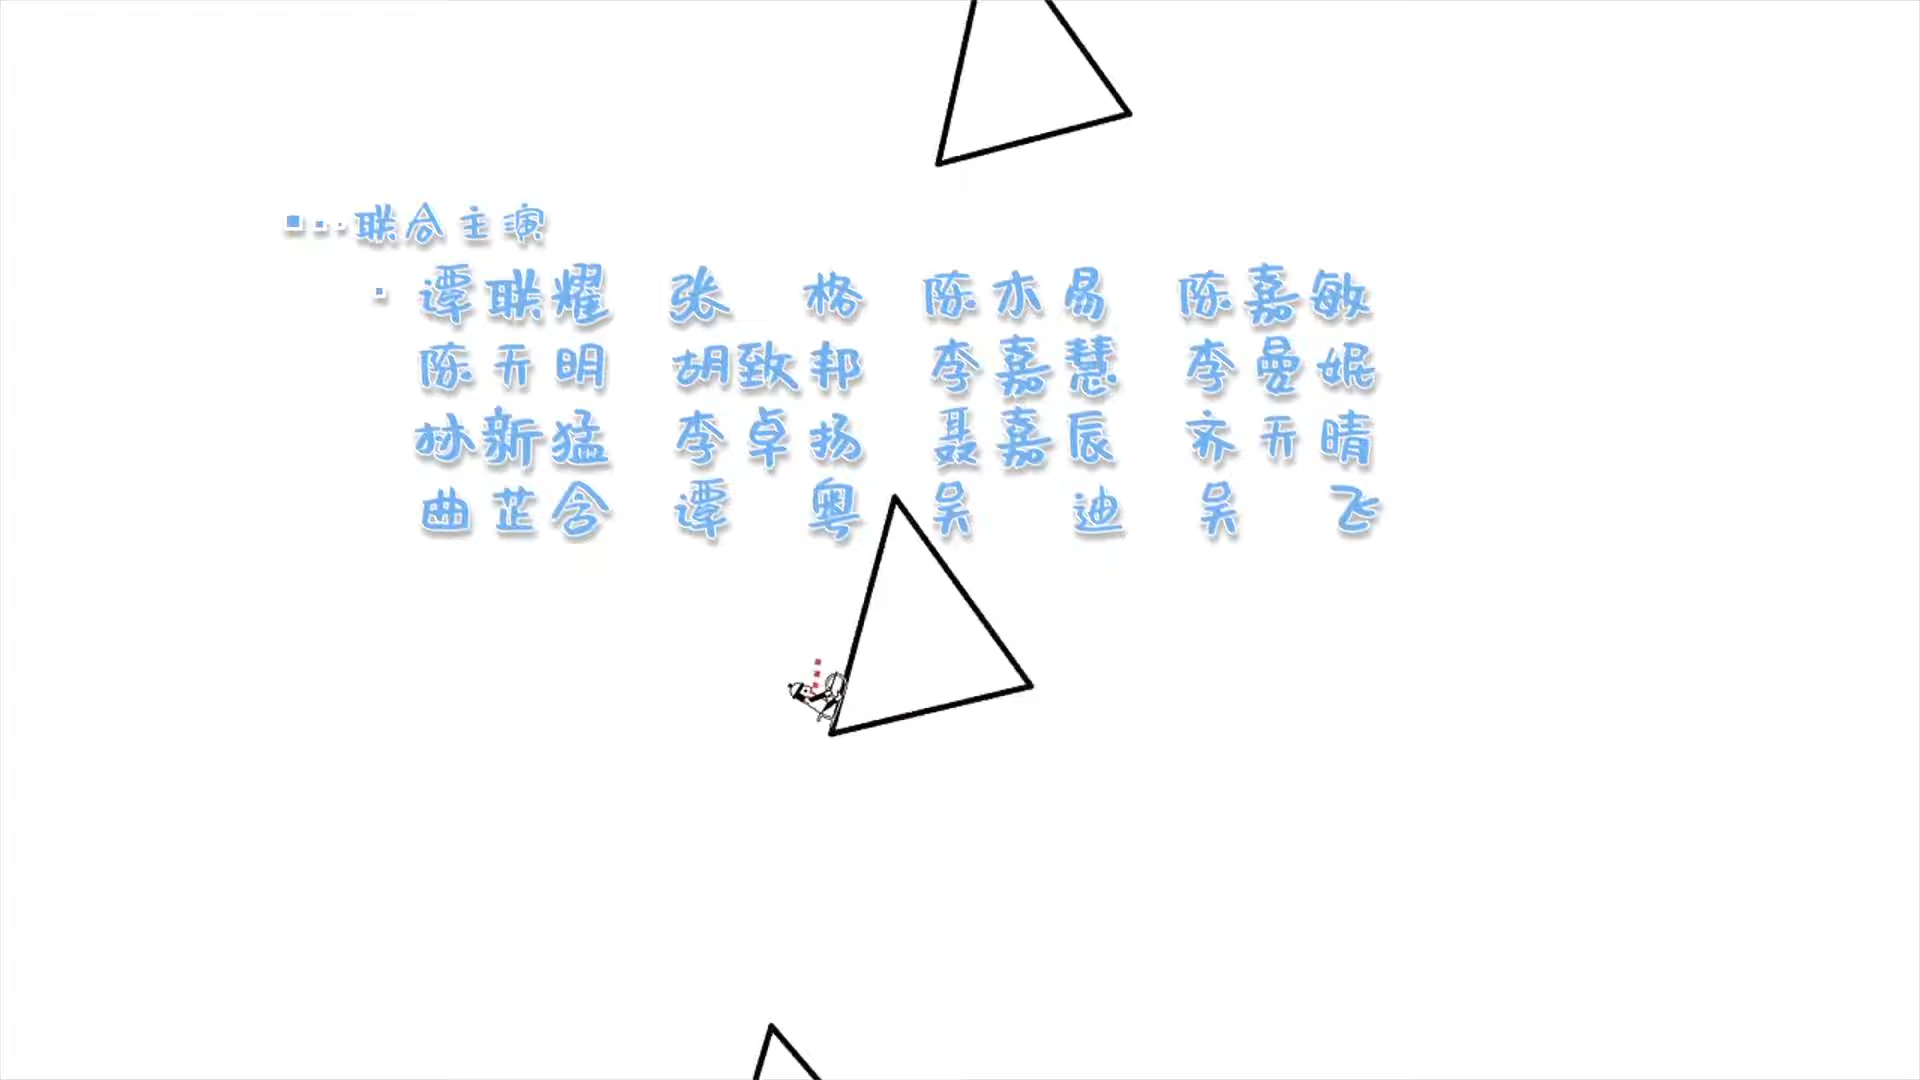 联合主演
谭联耀 张格 陈木易 陈嘉敏
陈天明 胡致邦 李嘉慧 李曼妮
林新猛 李卓扬 聂嘉辰 齐天晴
曲芷含 谭粤 吴迪 吴飞